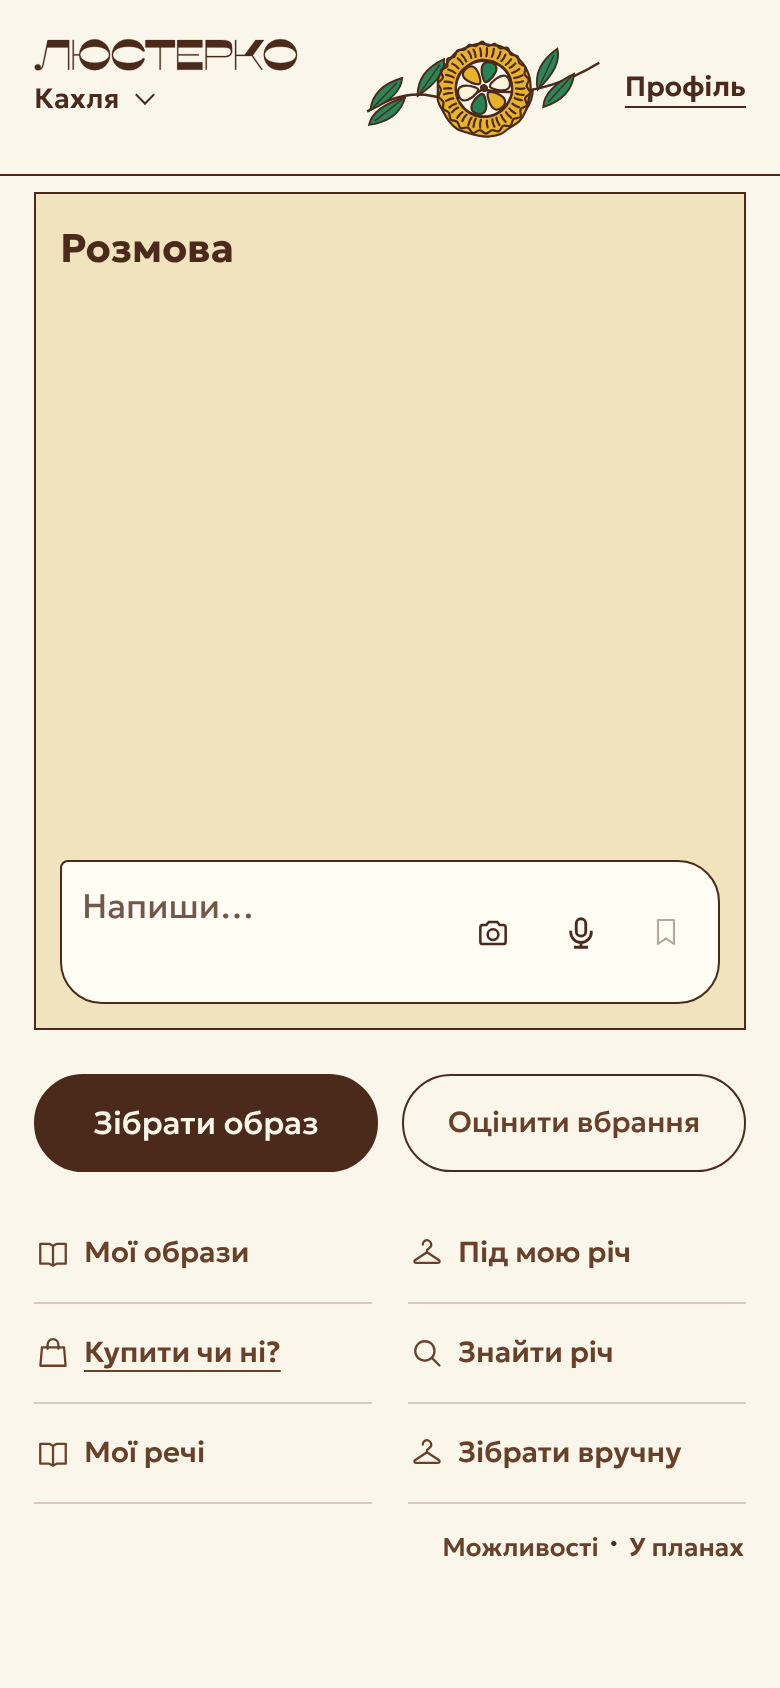 ЛЮСТЕРКО
Кахля
Профіль
Розмова
Напиши...
Зібрати образ
Оцінити вбрання
Мої образи
Під мою річ
Купити чи ні?
Знайти річ
Мої речі
Зібрати вручну
Можливості · У планах